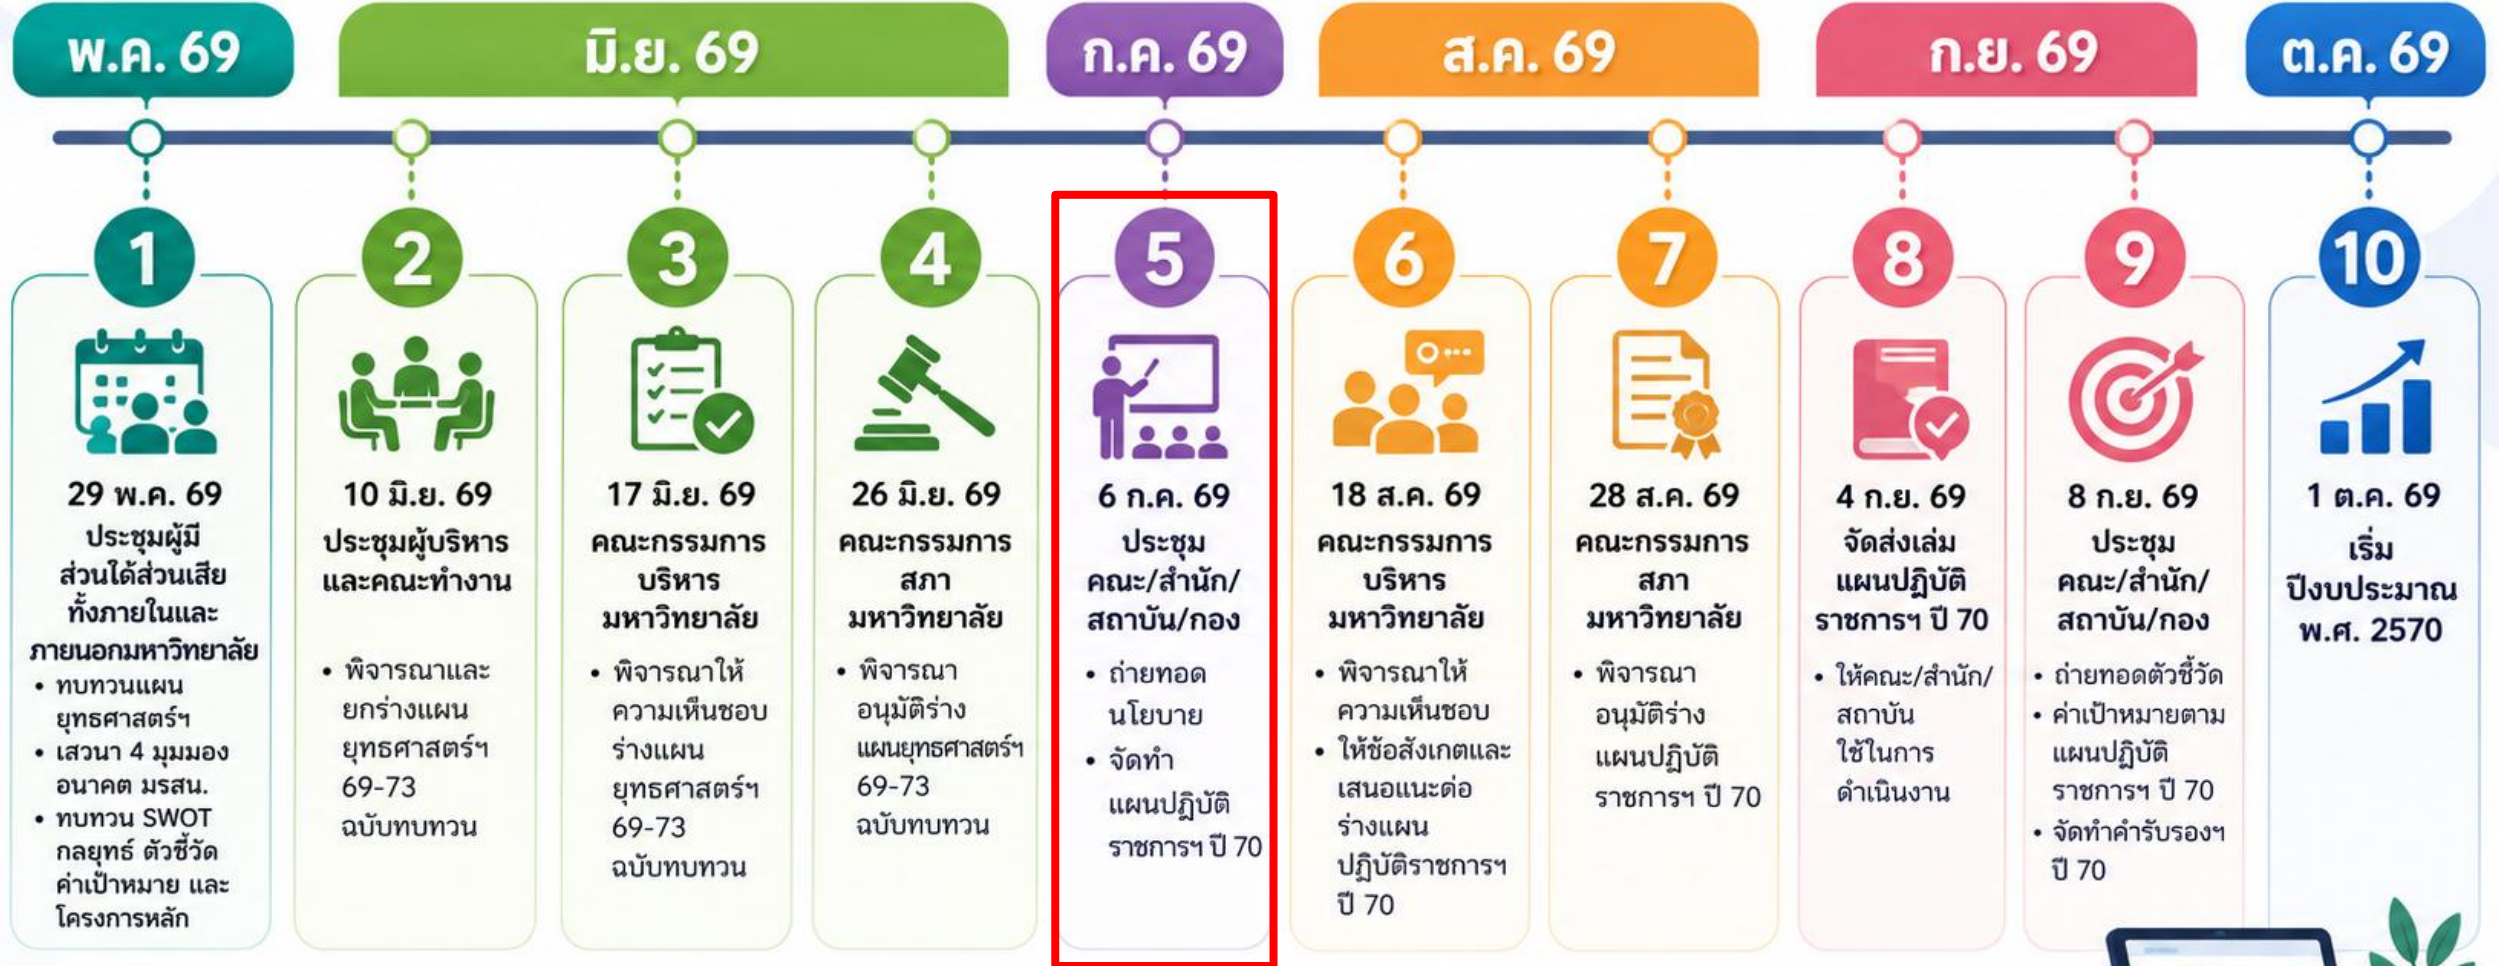 พ.ค. 69
มิ.ย. 69
ก.ค. 69
ส.ค. 69
ก.ย. 69
ต.ค. 69
1
29 พ.ค. 69
ประชุมผู้มี
ส่วนได้ส่วนเสีย
ทั้งภายในและ
ภายนอกมหาวิทยาลัย
• ทบทวนแผน
ยุทธศาสตร์ฯ
• เสวนา 4 มุมมอง
อนาคต มรสน.
• ทบทวน SWOT
กลยุทธ์ ตัวชี้วัด
ค่าเป้าหมาย และ
โครงการหลัก
2
10 มิ.ย. 69
ประชุมผู้บริหาร
และคณะทำงาน
• พิจารณาและ
ยกร่างแผน
ยุทธศาสตร์ฯ
69-73
ฉบับทบทวน
3
17 มิ.ย. 69
คณะกรรมการ
บริหาร
มหาวิทยาลัย
• พิจารณาให้
ความเห็นชอบ
ร่างแผน
ยุทธศาสตร์ฯ
69-73
ฉบับทบทวน
4
26 มิ.ย. 69
คณะกรรมการ
สภา
มหาวิทยาลัย
• พิจารณา
อนุมัติร่าง
แผนยุทธศาสตร์ฯ
69-73
ฉบับทบทวน
5
6 ก.ค. 69
ประชุม
คณะ/สำนัก/
สถาบัน/กอง
• ถ่ายทอด
นโยบาย
• จัดทำ
แผนปฏิบัติ
ราชการฯ ปี 70
6
18 ส.ค. 69
คณะกรรมการ
บริหาร
มหาวิทยาลัย
• พิจารณาให้
ความเห็นชอบ
• ให้ข้อสังเกตและ
เสนอแนะต่อ
ร่างแผน
ปฏิบัติราชการฯ
ปี 70
7
28 ส.ค. 69
คณะกรรมการ
สภา
มหาวิทยาลัย
• พิจารณา
อนุมัติร่าง
แผนปฏิบัติ
ราชการฯ ปี 70
8
4 ก.ย. 69
จัดส่งเล่ม
แผนปฏิบัติ
ราชการฯ ปี 70
• ให้คณะ/สำนัก/
สถาบัน
ใช้ในการ
ดำเนินงาน
9
8 ก.ย. 69
ประชุม
คณะ/สำนัก/
สถาบัน/กอง
• ถ่ายทอดตัวชี้วัด
• ค่าเป้าหมายตาม
แผนปฏิบัติ
ราชการฯ ปี 70
• จัดทำคำรับรองฯ
ปี 70
10
1 ต.ค. 69
เริ่ม
ปีงบประมาณ
พ.ศ. 2570